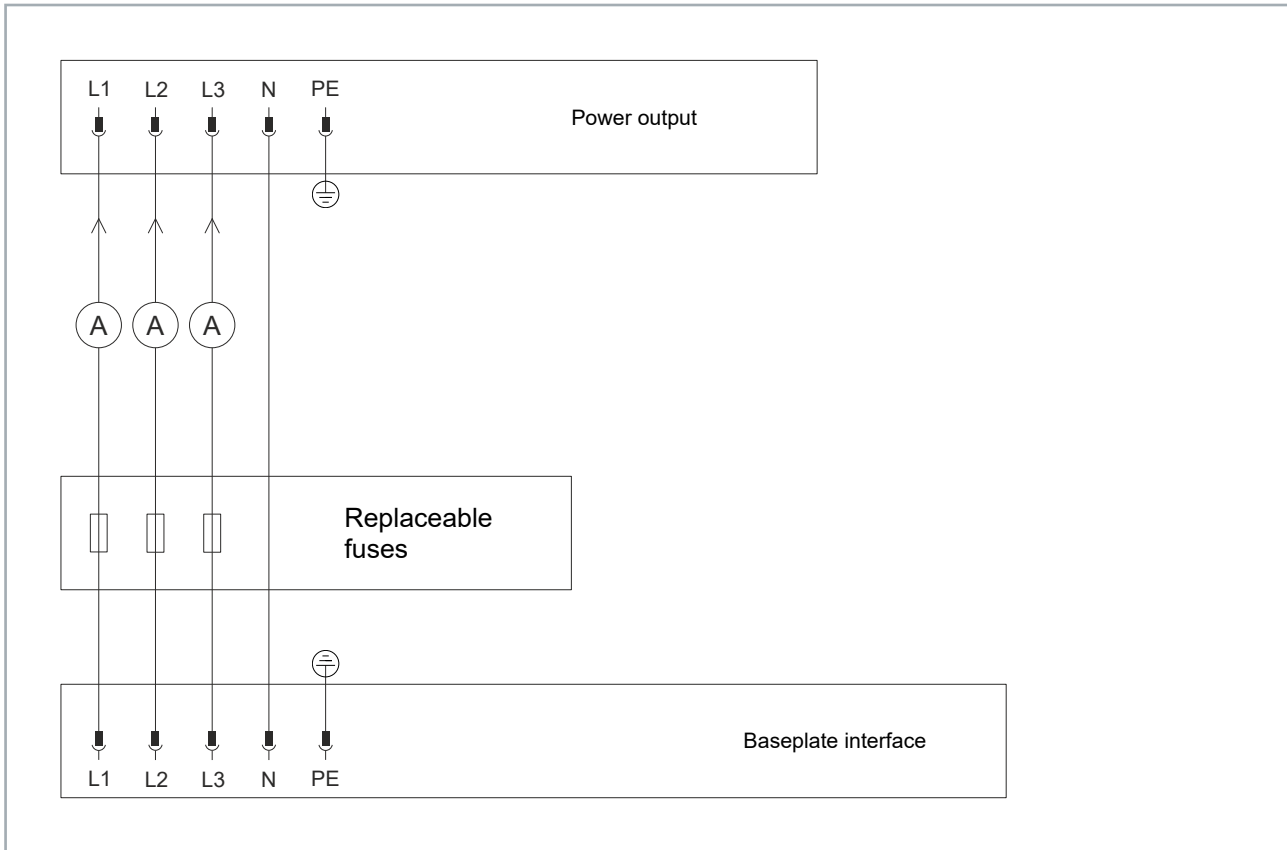 L1 L2 L3 N PE
Power output
A A A
Replaceable
fuses
Baseplate interface
L1 L2 L3 N PE